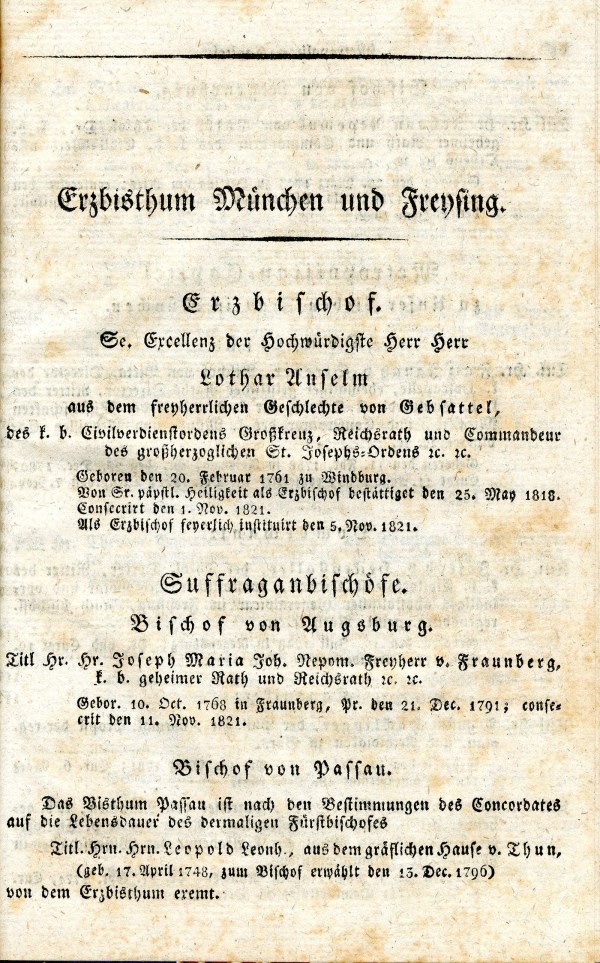 Erzbisthum München und Freysing.
Erzbischof.
Se. Excellenz der Hochwürdigste Herr Herr
Lothar Anselm
aus dem freyherrlichen Geschlechte von Gebsattel,
des k. b. Civilverdienstordens Großkreuz, Reichsrath und Commandeur
des großherzoglichen St. Josephs-Ordens ꝛc. ꝛc.
Geboren den 20. Februar 1761 zu Windburg.
Von Sr. päpstl. Heiligkeit als Erzbischof bestättiget den 25. May 1818.
Consecrirt den 1. Nov. 1821.
Als Erzbischof feyerlich instituirt den 5. Nov. 1821.
Suffraganbischöfe.
Bischof von Augsburg.
Titl Hr. Hr. Joseph Maria Joh. Nepom. Freyherr v. Fraunberg,
k. b. geheimer Rath und Reichsrath ꝛc. ꝛc.
Gebor. 10. Oct. 1768 in Fraunberg, Pr. den 21. Dec. 1791; conse-
crit den 11. Nov. 1821.
Bischof von Passau.
Das Bisthum Passau ist nach den Bestimmungen des Concordates
auf die Lebensdauer des dermaligen Fürstbischofes
Titl. Hrn. Hrn. Leopold Leonh., aus dem gräflichen Hause v. Thun,
(geb. 17. April 1748, zum Bischof erwählt den 13. Dec. 1796)
von dem Erzbisthum exemt.